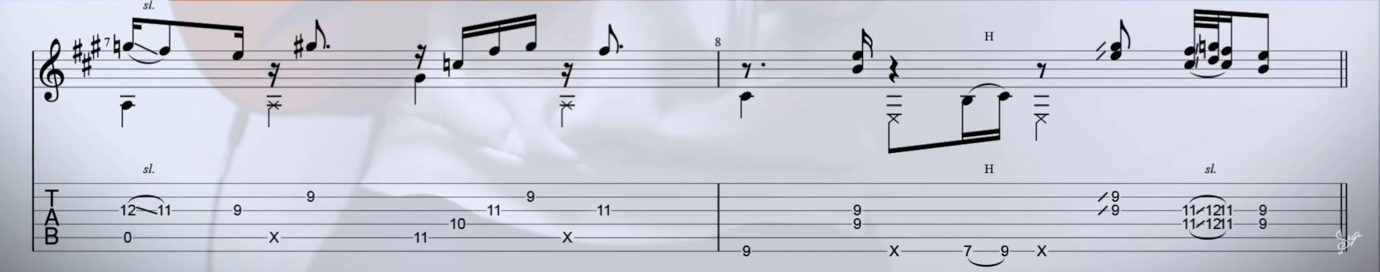 sl.
7 8 H
sl. H sl.
T 9 9 9
12 11 9 11 9 9 11 12 11 9
A 10 9 11 12 11 9
B 0 X 11 X
9 X 7 9 X